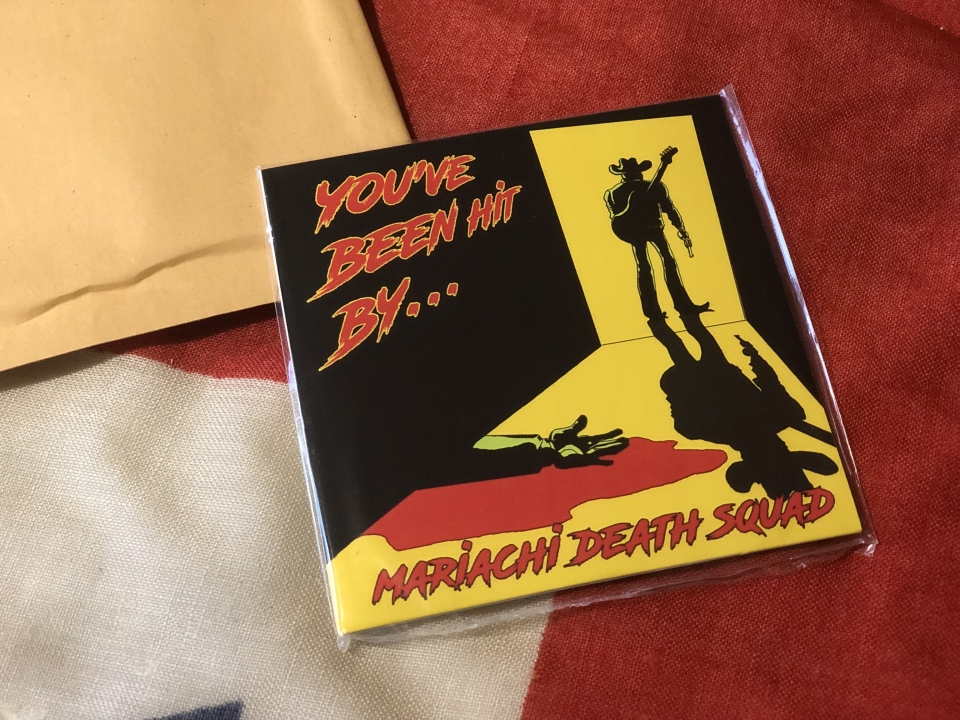 YOU'VE
BEEN HiT
BY...
MARiACHi DEATH SQUAD